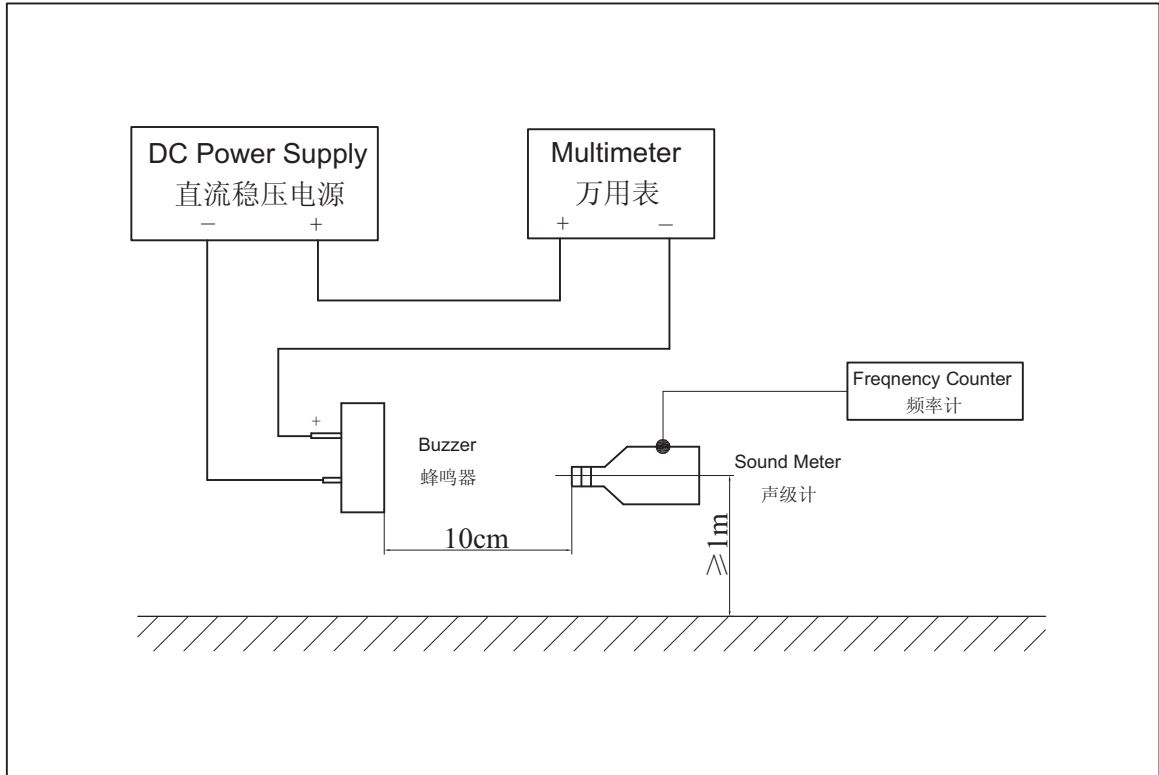 DC Power Supply
直流稳压电源
− +
Multimeter
万用表
+ −
Freqnency Counter
频率计
+
Buzzer
蜂鸣器
Sound Meter
声级计
10cm
≥1m